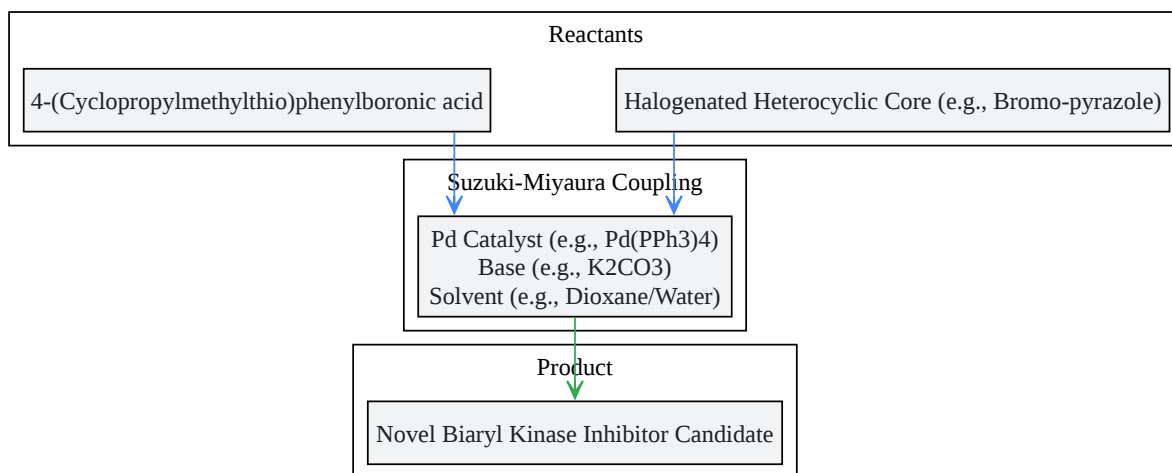 Reactants
4-(Cyclopropylmethylthio)phenylboronic acid
Halogenated Heterocyclic Core (e.g., Bromo-pyrazole)
Suzuki-Miyaura Coupling
Pd Catalyst (e.g., Pd(PPh3)4)
Base (e.g., K2CO3)
Solvent (e.g., Dioxane/Water)
Product
Novel Biaryl Kinase Inhibitor Candidate